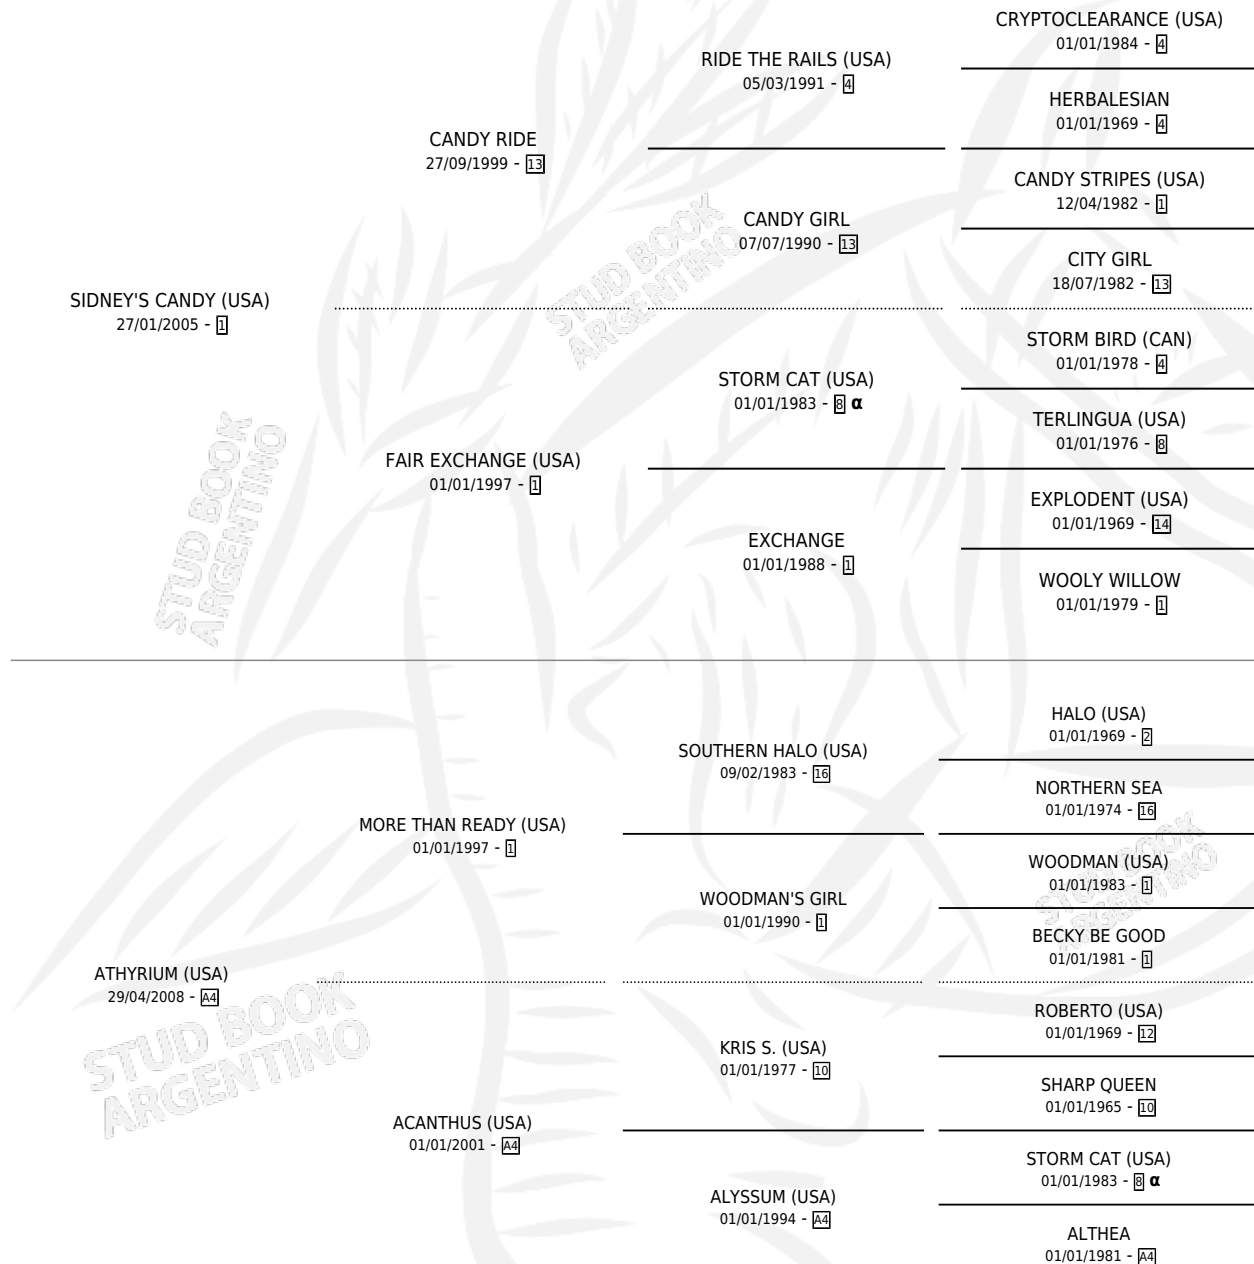 CRYPTOCLEARANCE (USA)
01/01/1984 - 4
RIDE THE RAILS (USA)
05/03/1991 - 4
HERBALESIAN
01/01/1969 - 4
CANDY RIDE
27/09/1999 - 13
CANDY STRIPES (USA)
12/04/1982 - 1
CANDY GIRL
07/07/1990 - 13
CITY GIRL
18/07/1982 - 13
SIDNEY'S CANDY (USA)
27/01/2005 - 1
STORM BIRD (CAN)
01/01/1978 - 4
STORM CAT (USA)
01/01/1983 - 8 α
TERLINGUA (USA)
01/01/1976 - 8
FAIR EXCHANGE (USA)
01/01/1997 - 1
EXPLODENT (USA)
01/01/1969 - 14
EXCHANGE
01/01/1988 - 1
WOOLY WILLOW
01/01/1979 - 1
HALO (USA)
01/01/1969 - 2
SOUTHERN HALO (USA)
09/02/1983 - 16
NORTHERN SEA
01/01/1974 - 16
MORE THAN READY (USA)
01/01/1997 - 1
WOODMAN (USA)
01/01/1983 - 1
WOODMAN'S GIRL
01/01/1990 - 1
BECKY BE GOOD
01/01/1981 - 1
ATHYRIUM (USA)
29/04/2008 - A4
ROBERTO (USA)
01/01/1969 - 12
KRIS S. (USA)
01/01/1977 - 10
SHARP QUEEN
01/01/1965 - 10
ACANTHUS (USA)
01/01/2001 - A4
STORM CAT (USA)
01/01/1983 - 8 α
ALYSSUM (USA)
01/01/1994 - A4
ALTHEA
01/01/1981 - A4
STUD BOOK
ARGENTINO
STUD BOOK
ARGENTINO
STUD BOOK
ARGENTINO
STUD BOOK
ARGENTINO